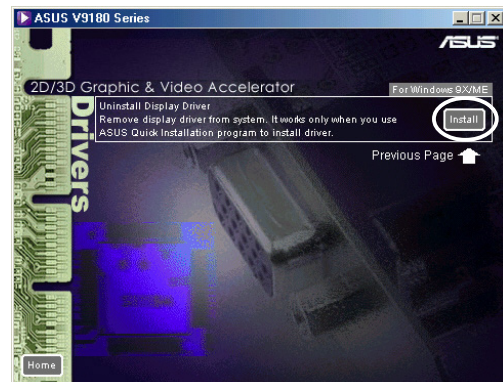 ASUS V9180 Series
ASUS
2D/3D Graphic & Video Accelerator
For Windows 9X/ME
Drivers
Uninstall Display Driver
Remove display driver from system. It works only when you use
ASUS Quick Installation program to install driver.
Install
Previous Page
Home